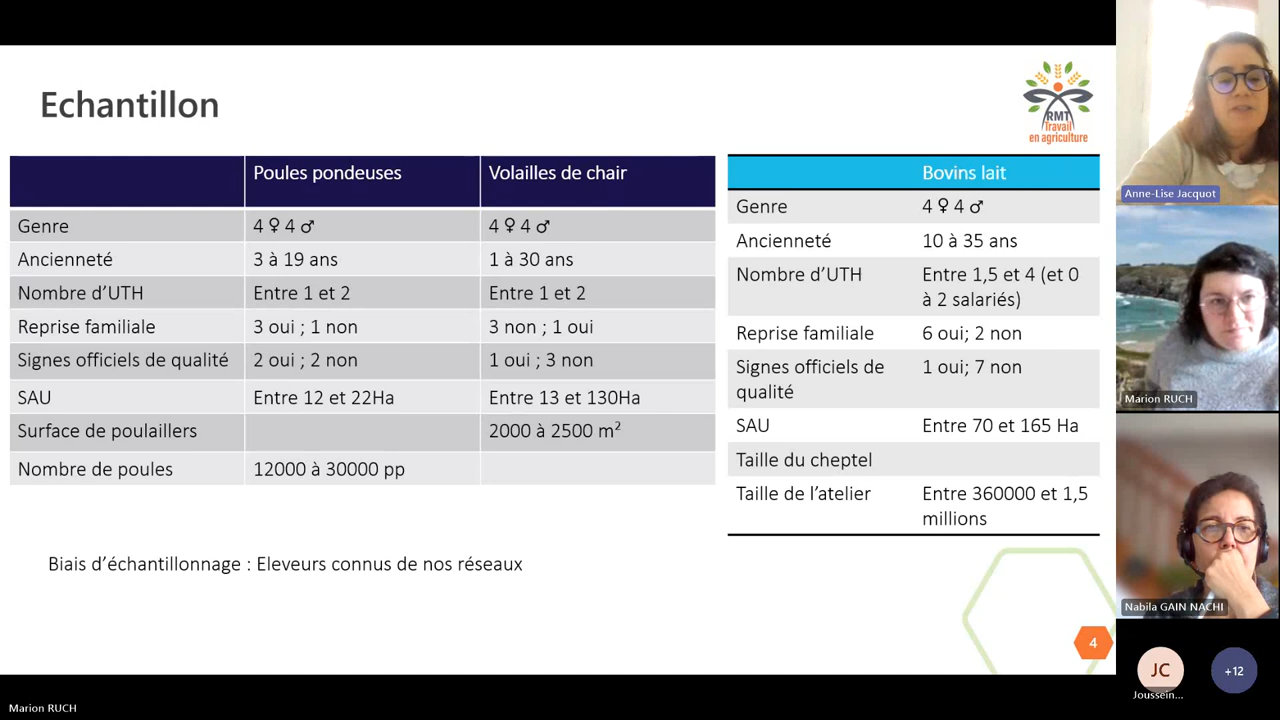 Echantillon
RMT
Travail
en agriculture
Poules pondeuses Volailles de chair
Genre 4 ♀ 4 ♂ 4 ♀ 4 ♂
Ancienneté 3 à 19 ans 1 à 30 ans
Nombre d’UTH Entre 1 et 2 Entre 1 et 2
Reprise familiale 3 oui ; 1 non 3 non ; 1 oui
Signes officiels de qualité 2 oui ; 2 non 1 oui ; 3 non
SAU Entre 12 et 22Ha Entre 13 et 130Ha
Surface de poulaillers 2000 à 2500 m²
Nombre de poules 12000 à 30000 pp
Bovins lait
Genre 4 ♀ 4 ♂
Ancienneté 10 à 35 ans
Nombre d’UTH Entre 1,5 et 4 (et 0
à 2 salariés)
Reprise familiale 6 oui; 2 non
Signes officiels de 1 oui; 7 non
qualité
SAU Entre 70 et 165 Ha
Taille du cheptel
Taille de l’atelier Entre 360000 et 1,5
millions
Biais d’échantillonnage : Eleveurs connus de nos réseaux
4
Anne-Lise Jacquot
Marion RUCH
Nabila GAIN NACHI
JC
Joussein...
+12
Marion RUCH